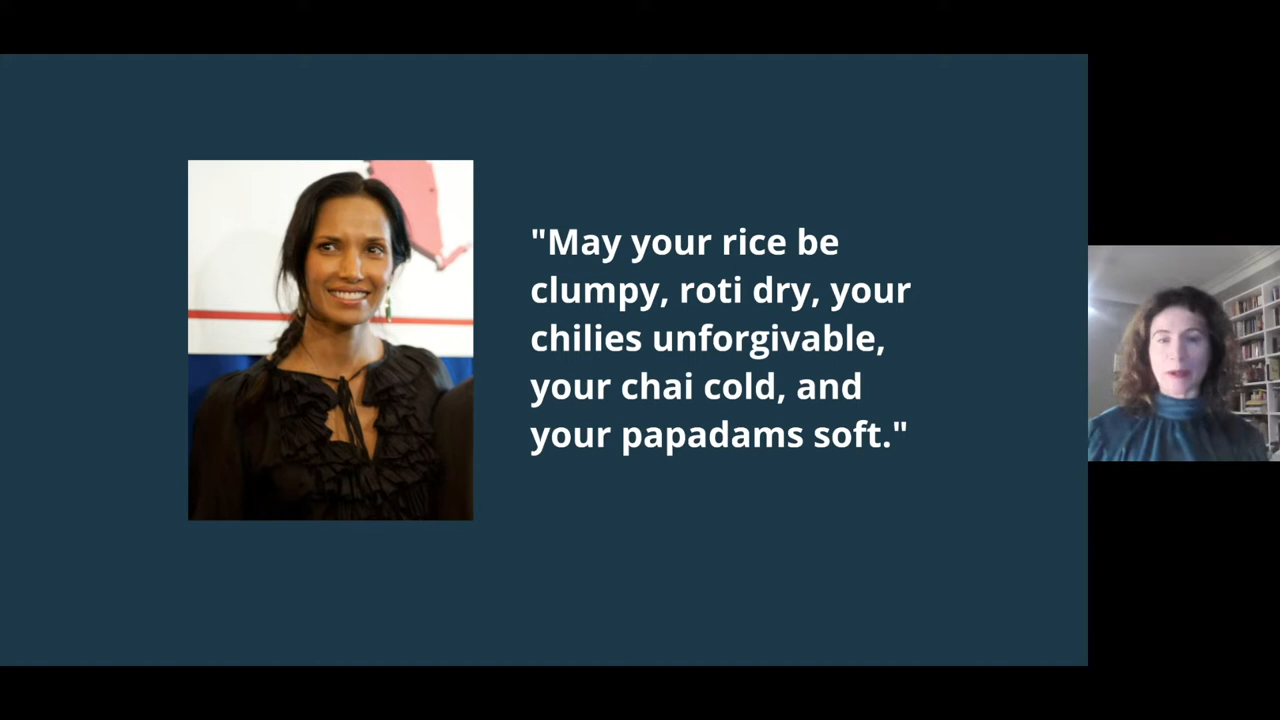 "May your rice be
clumpy, roti dry, your
chilies unforgivable,
your chai cold, and
your papadams soft."